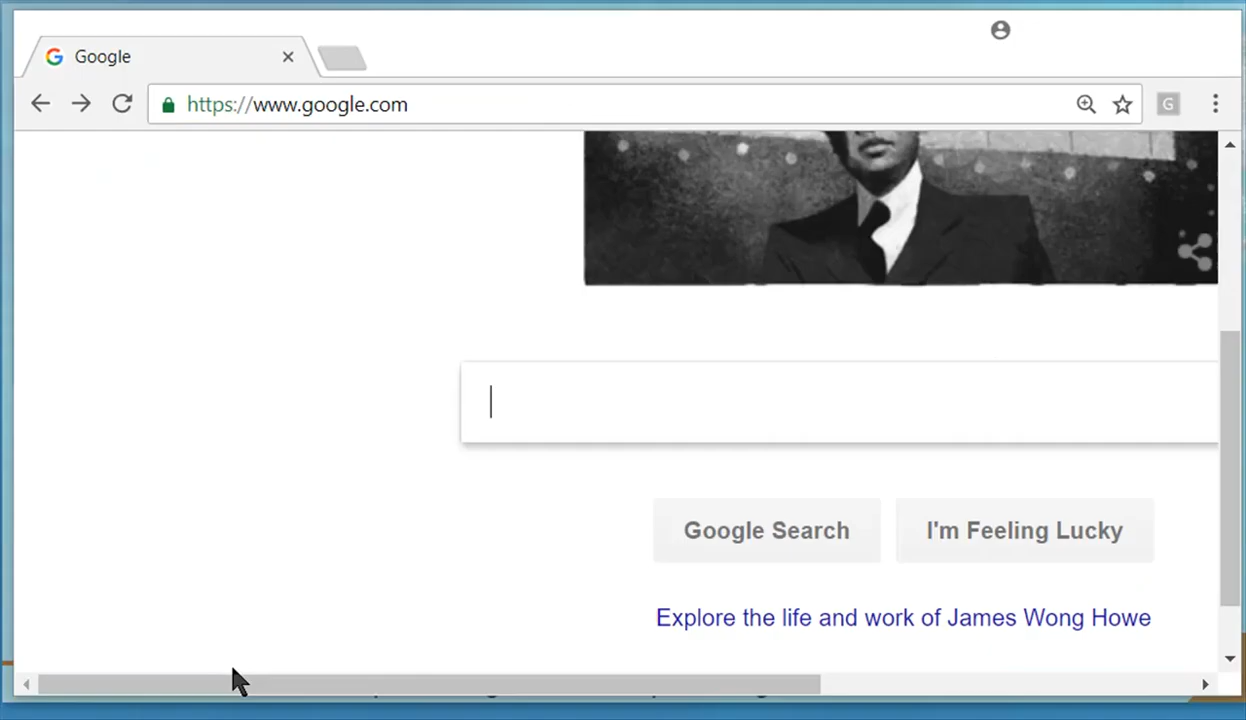 Google
https://www.google.com
G
Google Search
I'm Feeling Lucky
Explore the life and work of James Wong Howe